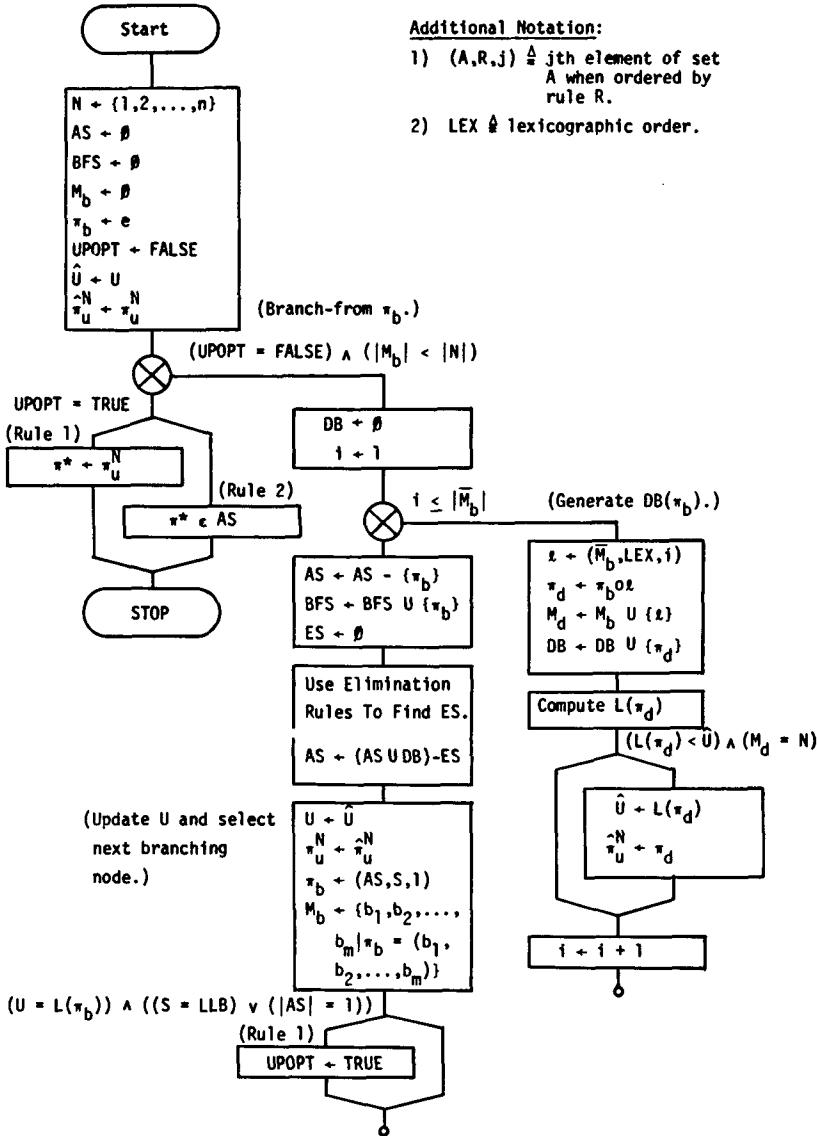 Start
Additional Notation:
1) (A,R,j) ≜ jth element of set
A when ordered by
rule R.
2) LEX ≜ lexicographic order.
N ← {1,2,...,n}
AS ← ∅
BFS ← ∅
M_b ← ∅
π_b ← e
UPOPT ← FALSE
Û ← U
π̂_u^N ← π_u^N
(Branch-from π_b.)
(UPOPT = FALSE) ∧ (|M_b| < |N|)
UPOPT = TRUE
(Rule 1)
π* ← π_u^N
(Rule 2)
π* ε AS
STOP
DB ← ∅
i ← 1
i ≤ |M̄_b|
(Generate DB(π_b).)
AS ← AS - {π_b}
BFS ← BFS U {π_b}
ES ← ∅
ℓ ← (M̄_b,LEX,i)
π_d ← π_b o ℓ
M_d ← M_b U {ℓ}
DB ← DB U {π_d}
Use Elimination
Rules To Find ES.
AS ← (AS U DB)-ES
Compute L(π_d)
(L(π_d) < Û) ∧ (M_d = N)
Û ← L(π_d)
π̂_u^N ← π_d
i ← i + 1
(Update U and select
next branching
node.)
U ← Û
π_u^N ← π̂_u^N
π_b ← (AS,S,1)
M_b ← {b_1,b_2,...,
b_m|π_b = (b_1,
b_2,...,b_m)}
(U = L(π_b)) ∧ ((S = LLB) ∨ (|AS| = 1))
(Rule 1)
UPOPT ← TRUE